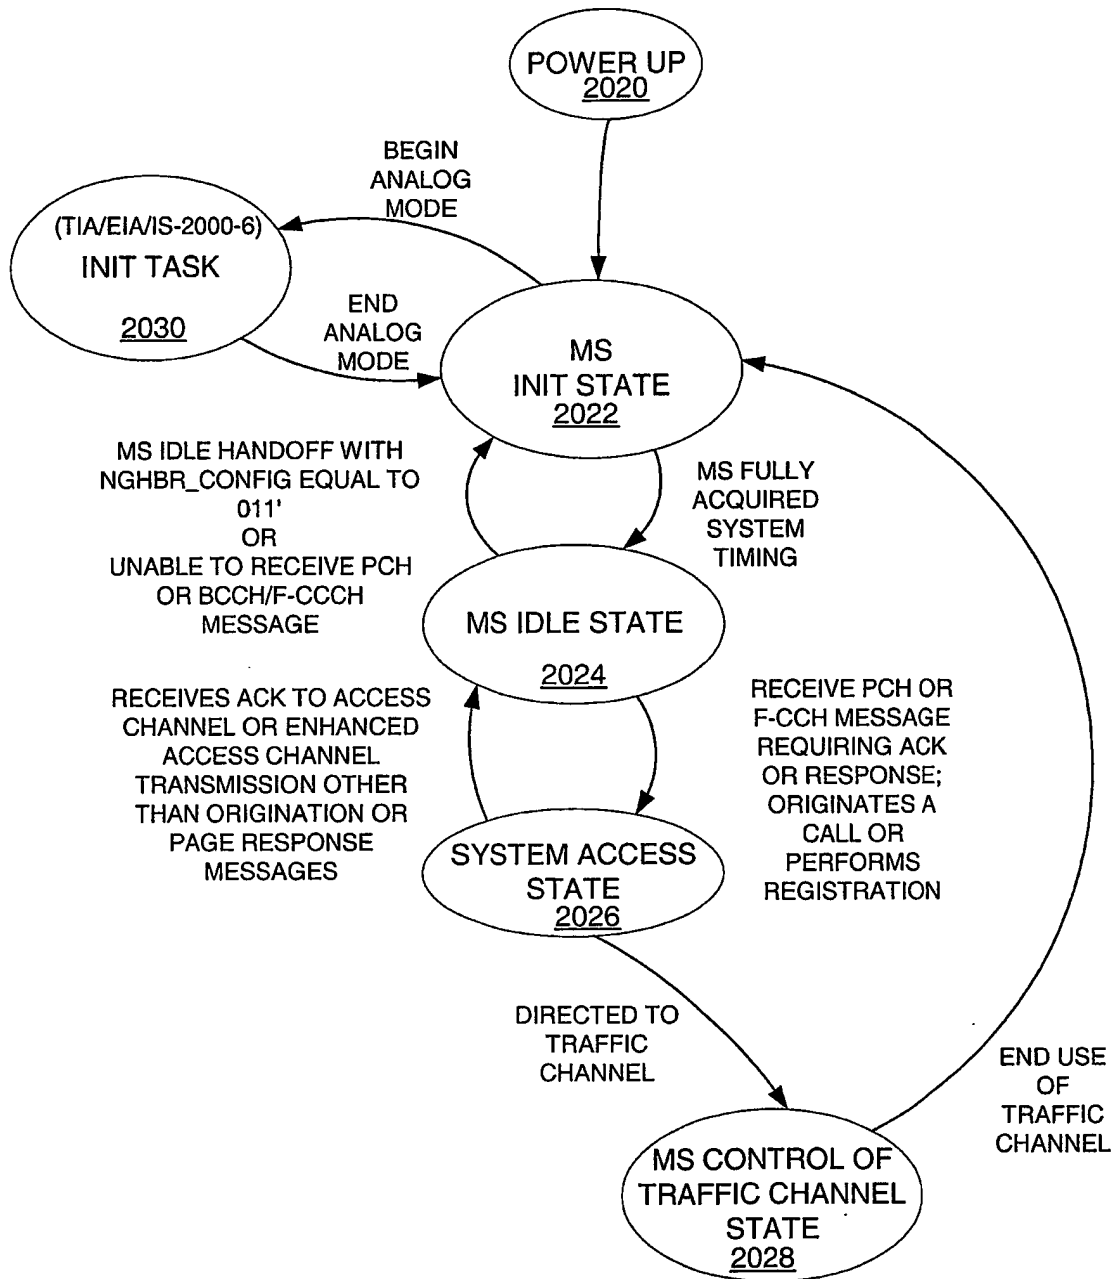 POWER UP
2020
BEGIN
ANALOG
MODE
(TIA/EIA/IS-2000-6)
INIT TASK
2030
END
ANALOG
MODE
MS
INIT STATE
2022
MS IDLE HANDOFF WITH
NGHBR_CONFIG EQUAL TO
011'
OR
UNABLE TO RECEIVE PCH
OR BCCH/F-CCCH
MESSAGE
MS FULLY
ACQUIRED
SYSTEM
TIMING
MS IDLE STATE
2024
RECEIVES ACK TO ACCESS
CHANNEL OR ENHANCED
ACCESS CHANNEL
TRANSMISSION OTHER
THAN ORIGINATION OR
PAGE RESPONSE
MESSAGES
RECEIVE PCH OR
F-CCH MESSAGE
REQUIRING ACK
OR RESPONSE;
ORIGINATES A
CALL OR
PERFORMS
REGISTRATION
SYSTEM ACCESS
STATE
2026
DIRECTED TO
TRAFFIC
CHANNEL
END USE
OF
TRAFFIC
CHANNEL
MS CONTROL OF
TRAFFIC CHANNEL
STATE
2028